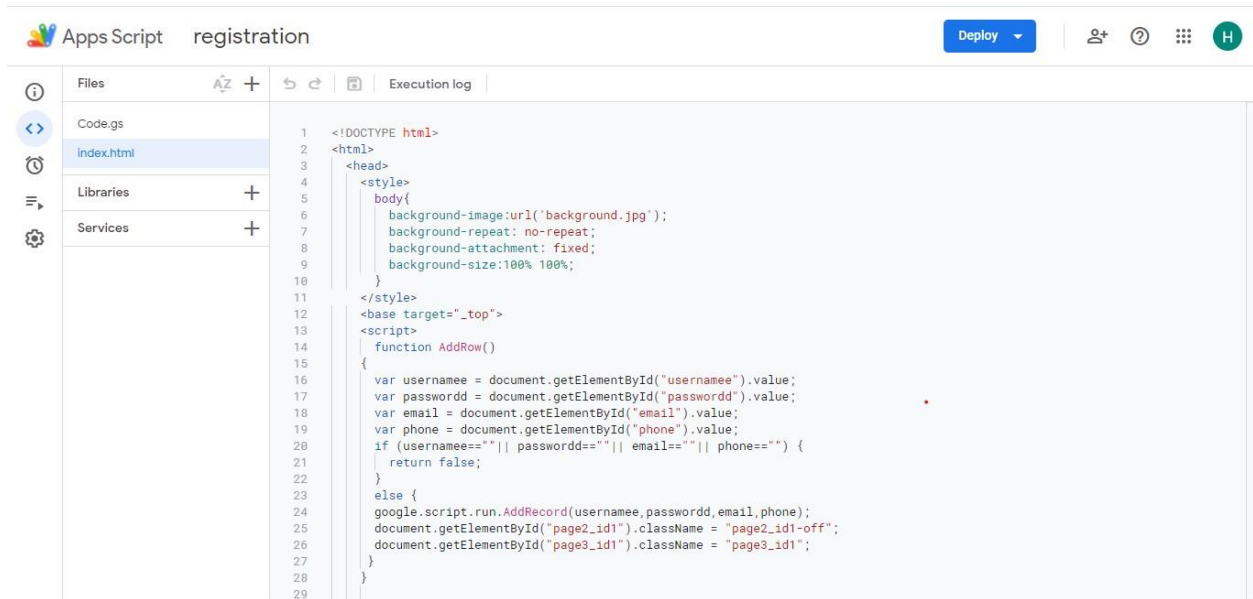 Apps Script registration Deploy H
Files AZ Execution log
Code.gs
index.html
Libraries
Services
1 <!DOCTYPE html>
2 <html>
3 <head>
4 <style>
5 body{
6 background-image:url('background.jpg');
7 background-repeat: no-repeat;
8 background-attachment: fixed;
9 background-size:100% 100%;
10 }
11 </style>
12 <base target="_top">
13 <script>
14 function AddRow()
15 {
16 var usernamee = document.getElementById("usernamee").value;
17 var passwordd = document.getElementById("passwordd").value;
18 var email = document.getElementById("email").value;
19 var phone = document.getElementById("phone").value;
20 if (usernamee==""|| passwordd==""|| email==""|| phone=="") {
21 return false;
22 }
23 else {
24 google.script.run.AddRecord(usernamee,passwordd,email,phone);
25 document.getElementById("page2_id1").className = "page2_id1-off";
26 document.getElementById("page3_id1").className = "page3_id1";
27 }
28 }
29